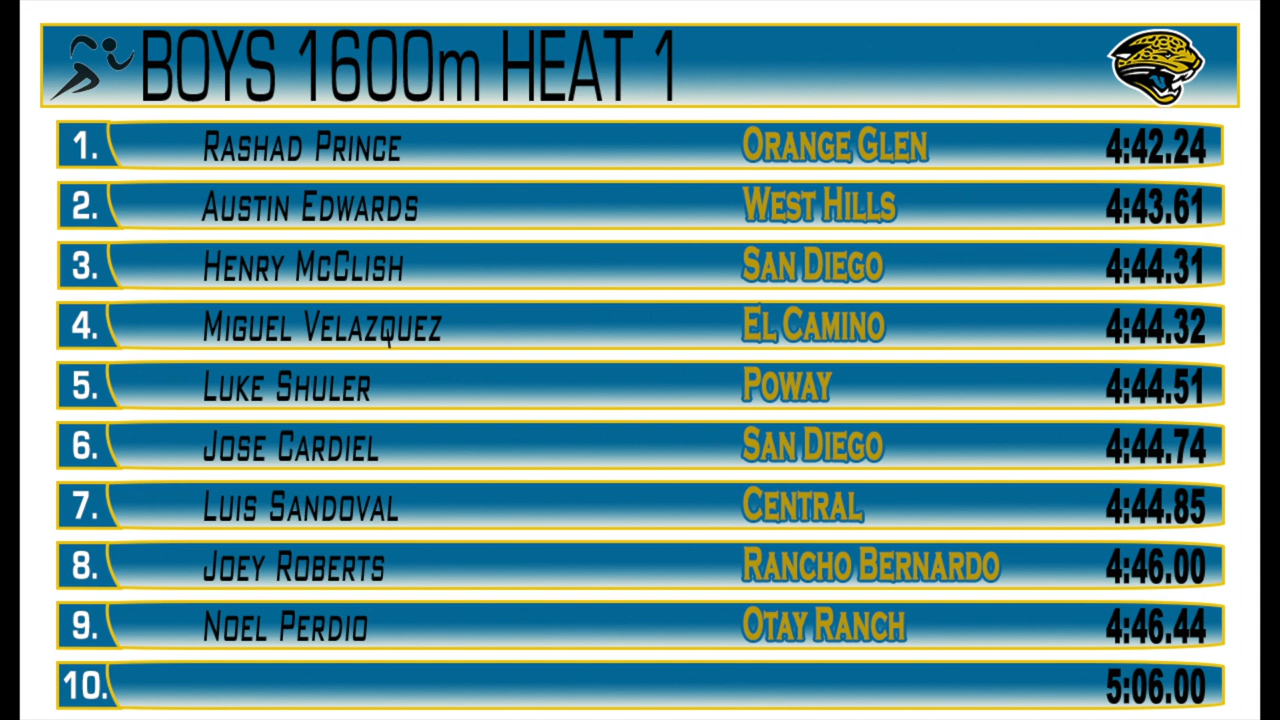 BOYS 1600m HEAT 1
1. RASHAD PRINCE ORANGE GLEN 4:42.24
2. AUSTIN EDWARDS WEST HILLS 4:43.61
3. HENRY MCCLISH SAN DIEGO 4:44.31
4. MIGUEL VELAZQUEZ EL CAMINO 4:44.32
5. LUKE SHULER POWAY 4:44.51
6. JOSE CARDIEL SAN DIEGO 4:44.74
7. LUIS SANDOVAL CENTRAL 4:44.85
8. JOEY ROBERTS RANCHO BERNARDO 4:46.00
9. NOEL PERDIO OTAY RANCH 4:46.44
10. 5:06.00